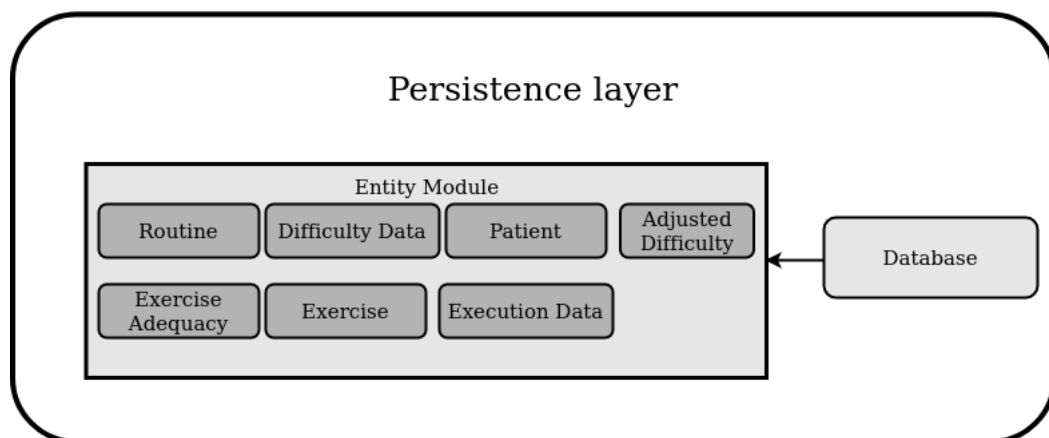 Persistence layer
Entity Module
Routine
Difficulty Data
Patient
Adjusted
Difficulty
Database
Exercise
Adequacy
Exercise
Execution Data